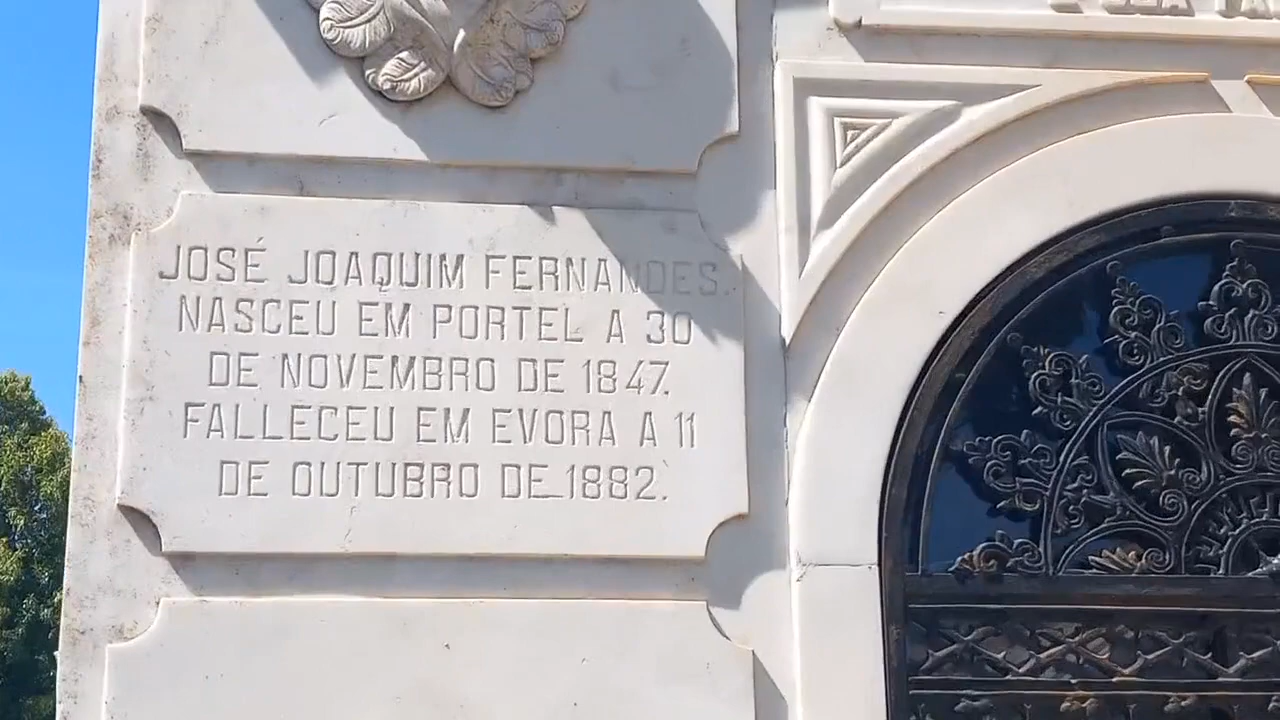 JOSÉ JOAQUIM FERNANDES.
NASCEU EM PORTEL A 30
DE NOVEMBRO DE 1847.
FALLECEU EM EVORA A 11
DE OUTUBRO DE 1882.